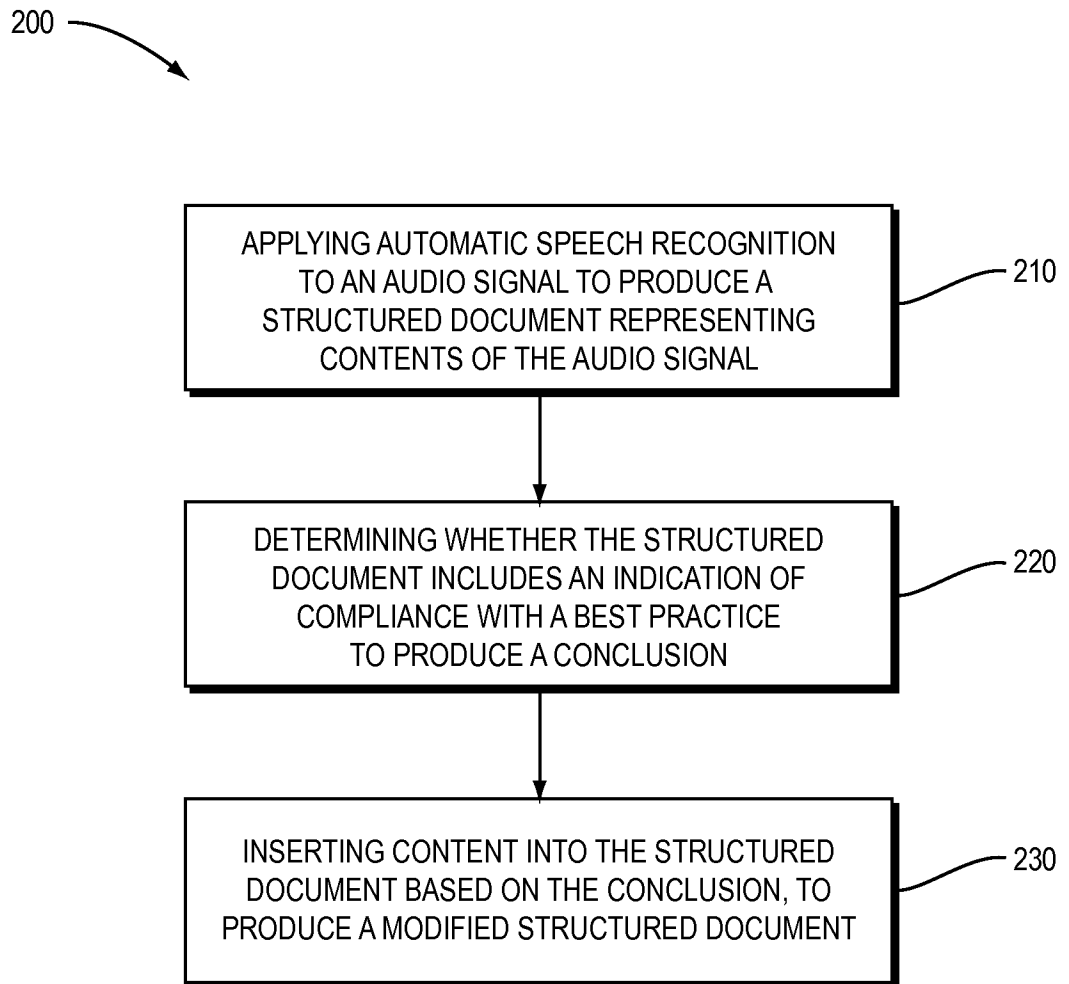 200
APPLYING AUTOMATIC SPEECH RECOGNITION
TO AN AUDIO SIGNAL TO PRODUCE A
STRUCTURED DOCUMENT REPRESENTING
CONTENTS OF THE AUDIO SIGNAL
210
DETERMINING WHETHER THE STRUCTURED
DOCUMENT INCLUDES AN INDICATION OF
COMPLIANCE WITH A BEST PRACTICE
TO PRODUCE A CONCLUSION
220
INSERTING CONTENT INTO THE STRUCTURED
DOCUMENT BASED ON THE CONCLUSION, TO
PRODUCE A MODIFIED STRUCTURED DOCUMENT
230